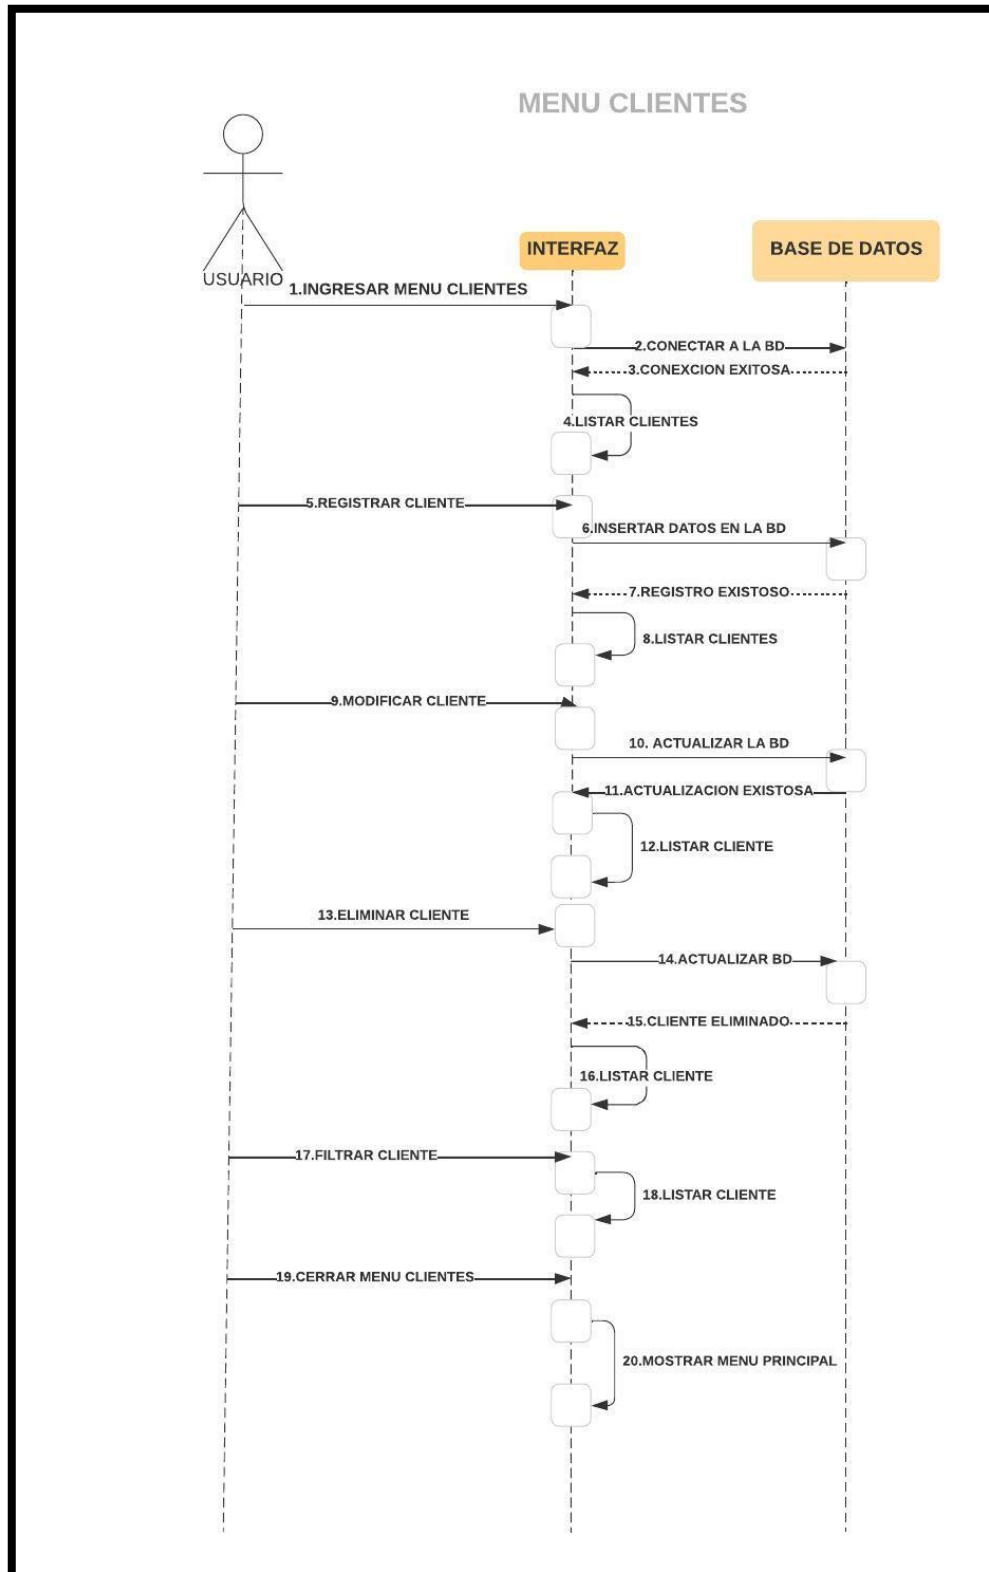 MENU CLIENTES
INTERFAZ
BASE DE DATOS
USUARIO
1.INGRESAR MENU CLIENTES
2.CONECTAR A LA BD
3.CONEXCION EXITOSA
4.LISTAR CLIENTES
5.REGISTRAR CLIENTE
6.INSERTAR DATOS EN LA BD
7.REGISTRO EXISTOSO
8.LISTAR CLIENTES
9.MODIFICAR CLIENTE
10. ACTUALIZAR LA BD
11.ACTUALIZACION EXISTOSA
12.LISTAR CLIENTE
13.ELIMINAR CLIENTE
14.ACTUALIZAR BD
15.CLIENTE ELIMINADO
16.LISTAR CLIENTE
17.FILTRAR CLIENTE
18.LISTAR CLIENTE
19.CERRAR MENU CLIENTES
20.MOSTRAR MENU PRINCIPAL